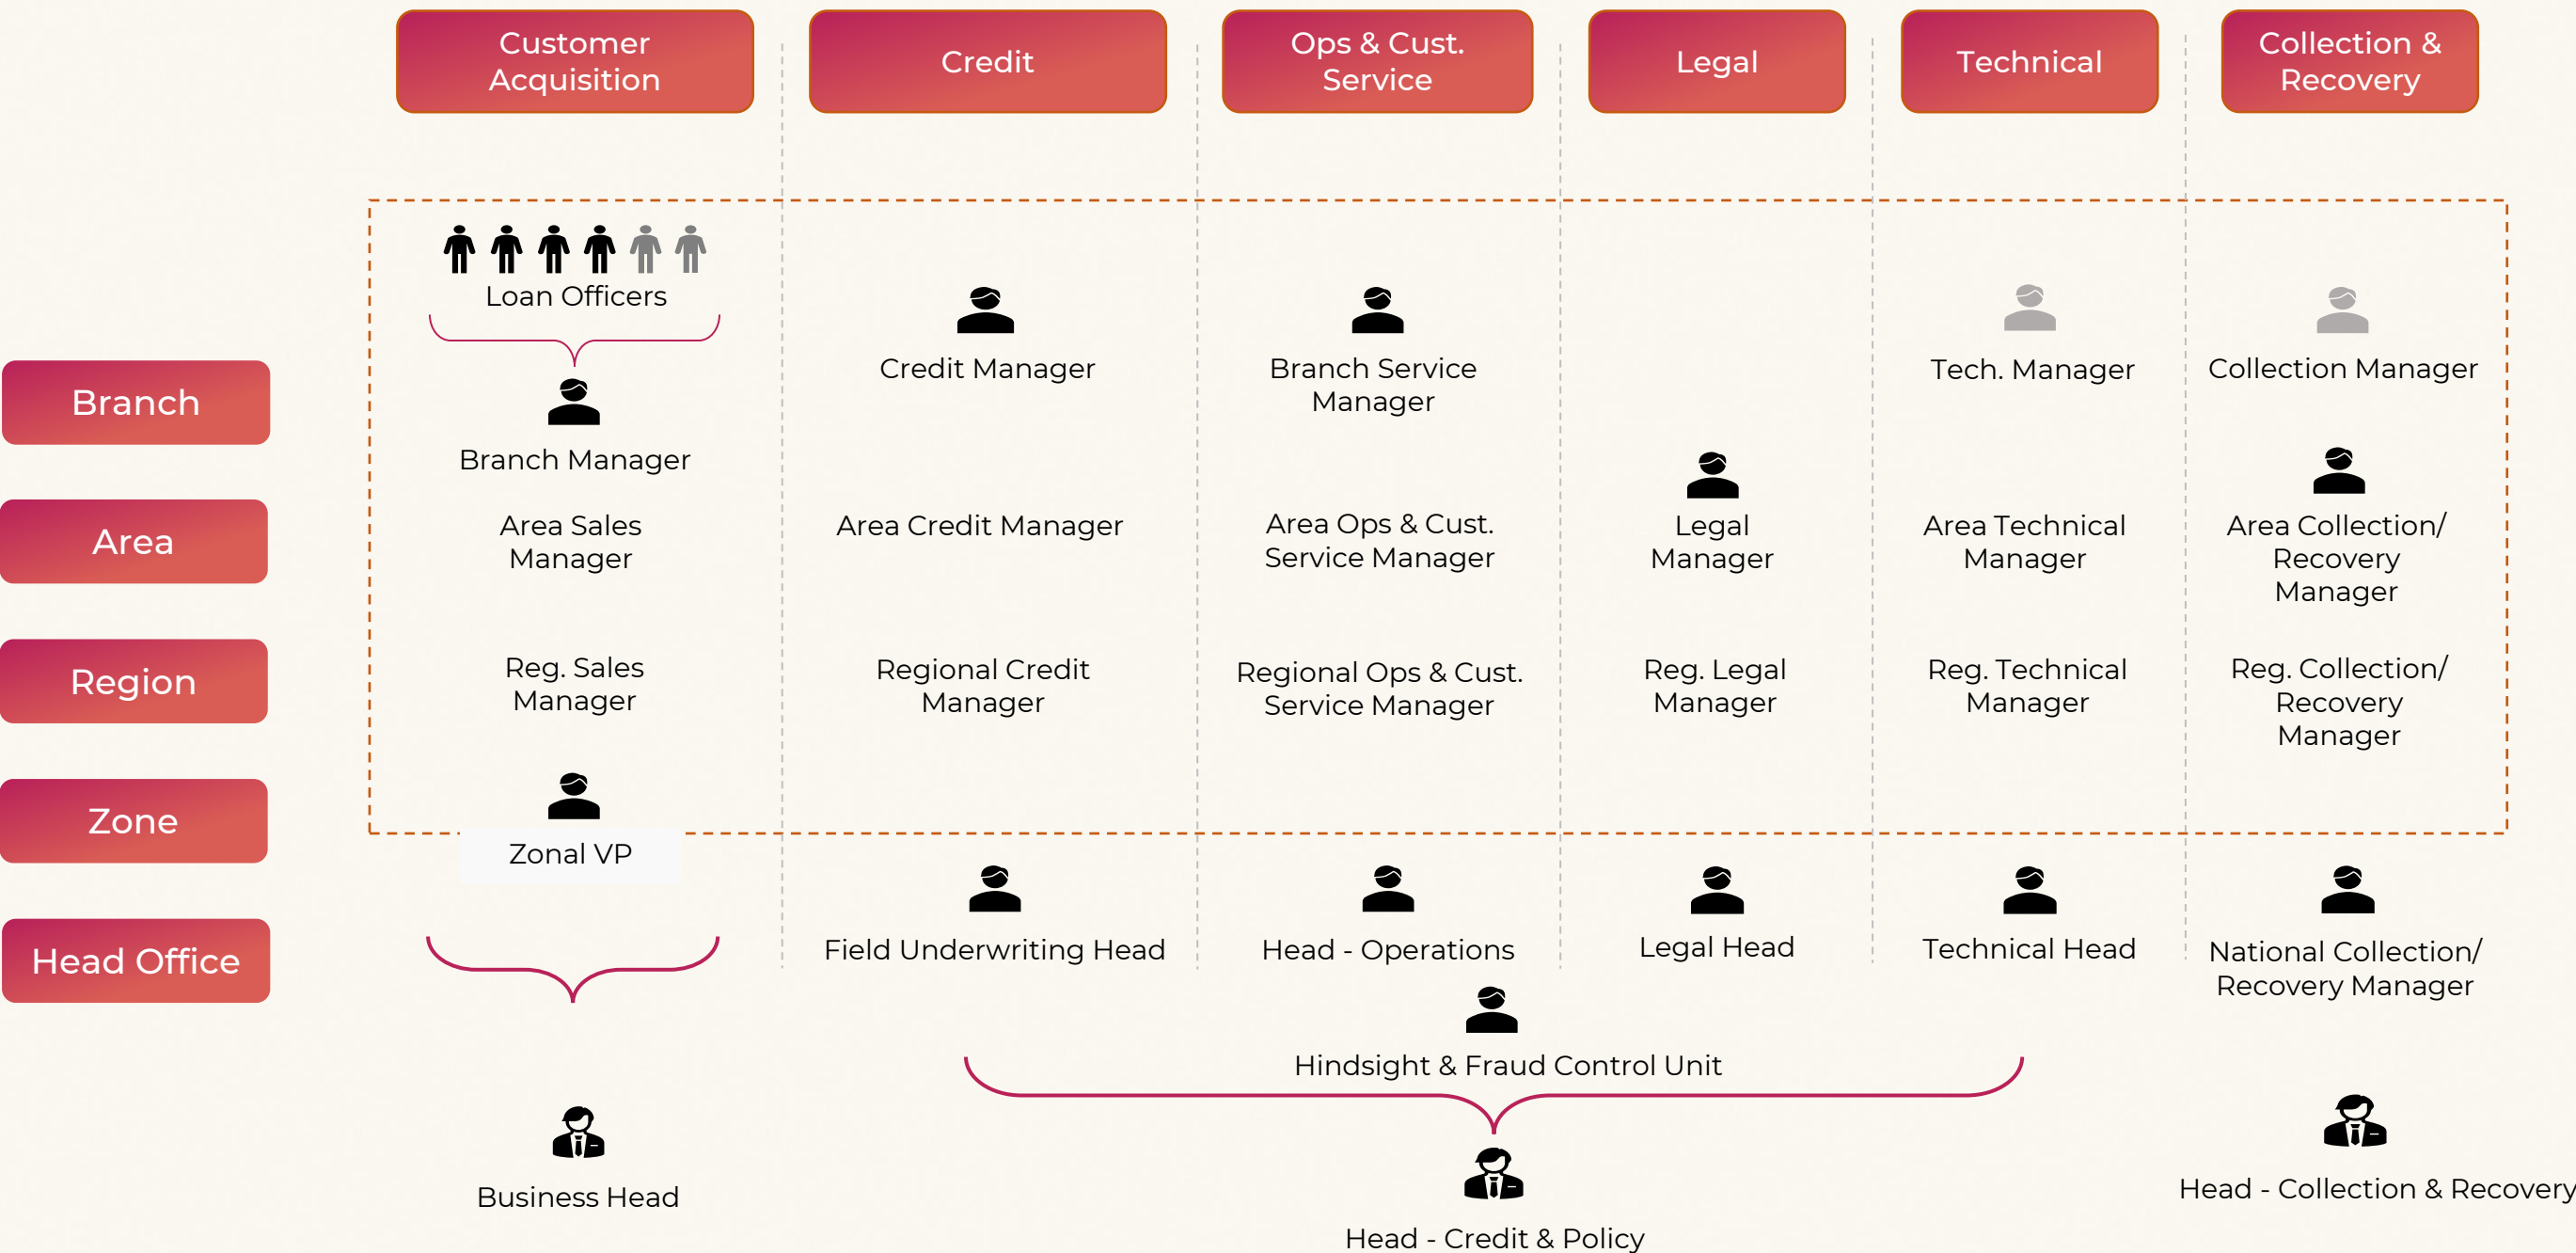 Customer
Acquisition
Credit
Ops & Cust.
Service
Legal
Technical
Collection &
Recovery
Loan Officers
Branch
Branch Manager
Credit Manager
Branch Service
Manager
Tech. Manager
Collection Manager
Area
Area Sales
Manager
Area Credit Manager
Area Ops & Cust.
Service Manager
Legal
Manager
Area Technical
Manager
Area Collection/
Recovery
Manager
Region
Reg. Sales
Manager
Regional Credit
Manager
Regional Ops & Cust.
Service Manager
Reg. Legal
Manager
Reg. Technical
Manager
Reg. Collection/
Recovery
Manager
Zone
Zonal VP
Head Office
Field Underwriting Head
Head - Operations
Legal Head
Technical Head
National Collection/
Recovery Manager
Hindsight & Fraud Control Unit
Business Head
Head - Credit & Policy
Head - Collection & Recovery